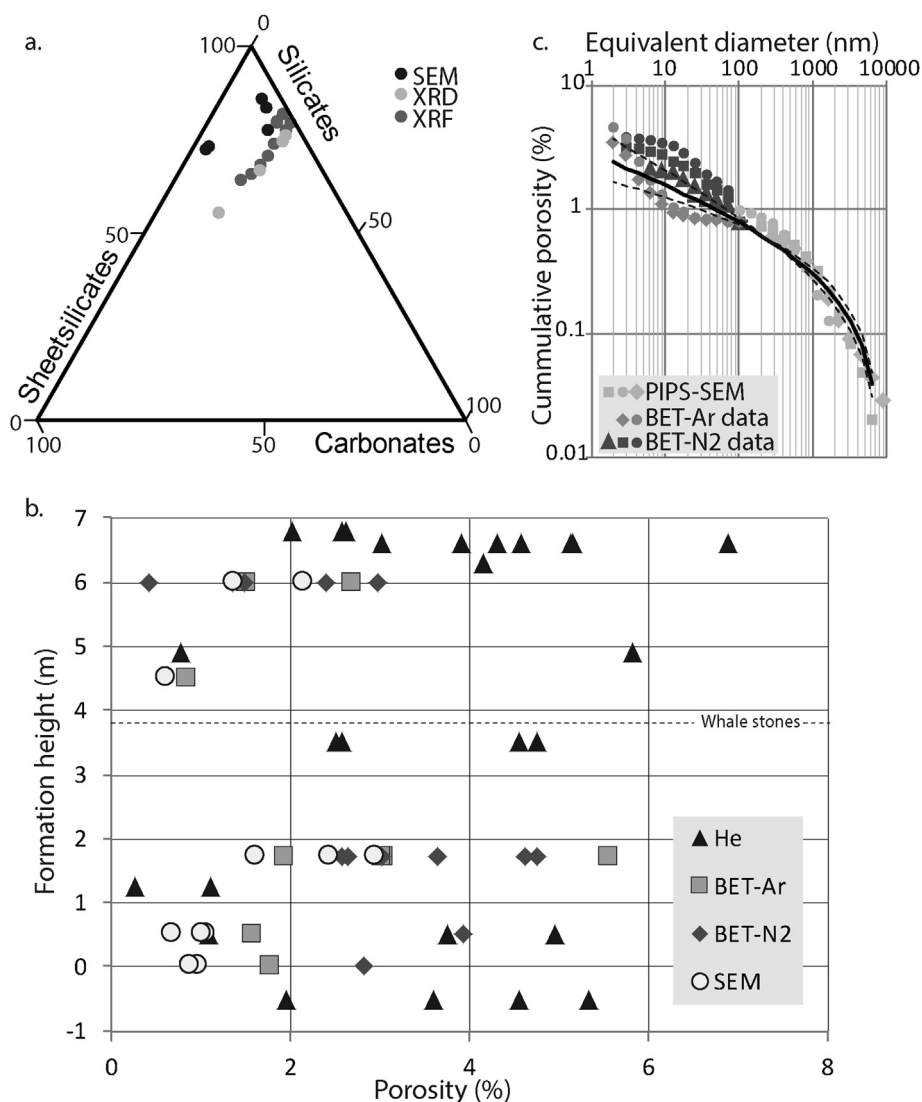 a.
0
100
Silicates
SEM
XRD
XRF
50
50
Sheetsilicates
0
100
50
Carbonates
100
0
c.
Equivalent diameter (nm)
1 10 100 1000 10000
10
1
0.1
0.01
Cummulative porosity (%)
PIPS-SEM
BET-Ar data
BET-N2 data
b.
7
6
5
4
3
2
1
0
-1
Formation height (m)
Whale stones
He
BET-Ar
BET-N2
SEM
0 2 4 6 8
Porosity (%)